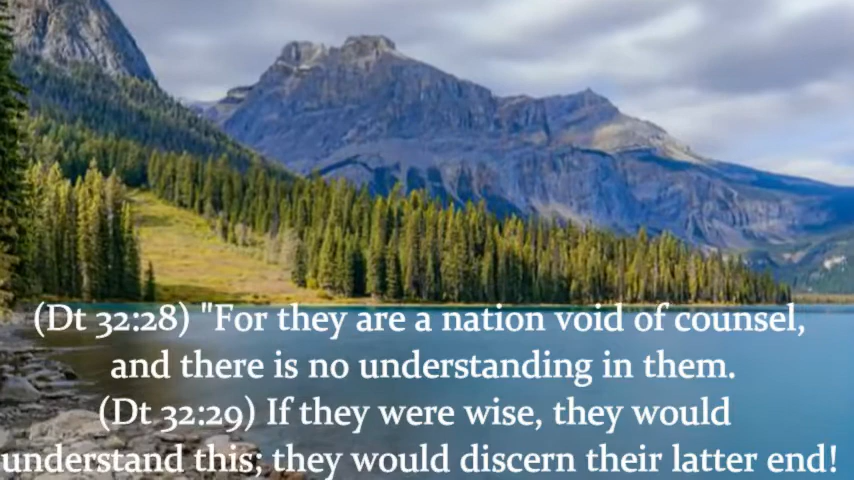 (Dt 32:28) "For they are a nation void of counsel,
and there is no understanding in them.
(Dt 32:29) If they were wise, they would
understand this; they would discern their latter end!